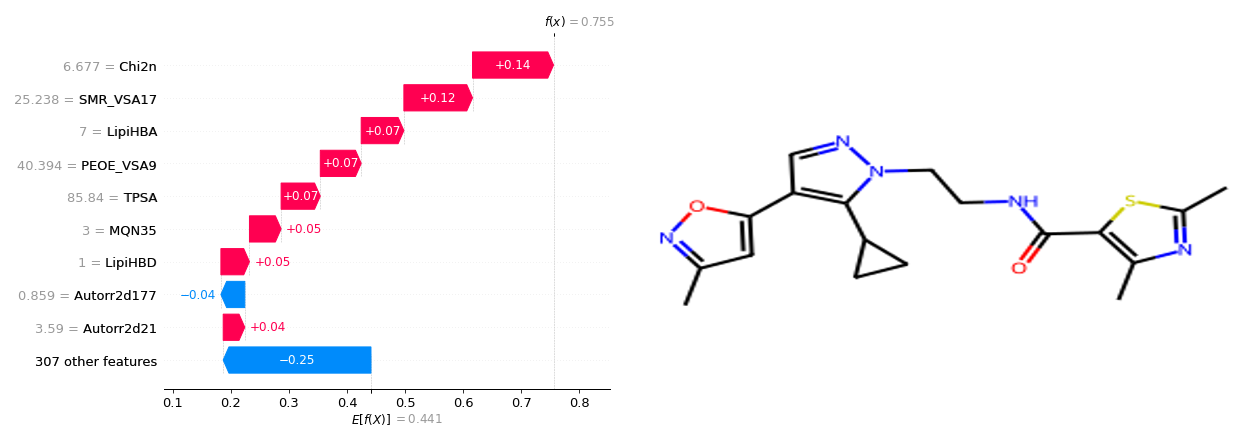 f(x) = 0.755
6.677 = Chi2n
+0.14
25.238 = SMR_VSA17
+0.12
7 = LipiHBA
+0.07
40.394 = PEOE_VSA9
+0.07
85.84 = TPSA
+0.07
3 = MQN35
+0.05
1 = LipiHBD
+0.05
0.859 = Autorr2d177
−0.04
3.59 = Autorr2d21
+0.04
307 other features
−0.25
0.1 0.2 0.3 0.4 0.5 0.6 0.7 0.8
E[f(X)] = 0.441
N
N
O
N
NH
O
S
N